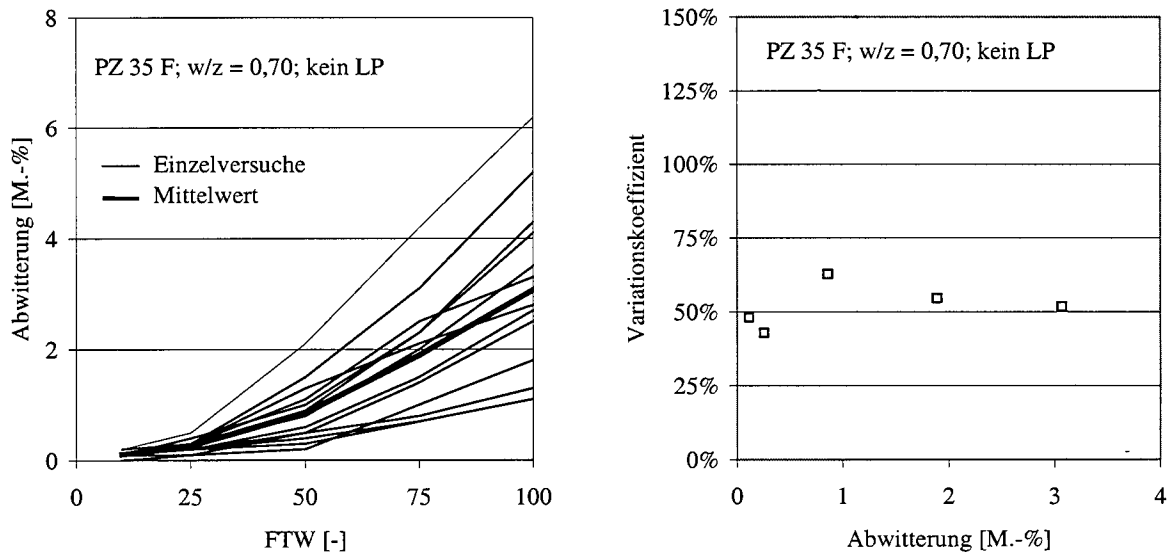 8
PZ 35 F; w/z = 0,70; kein LP
6
Einzelversuche
Mittelwert
4
2
0
Abwitterung [M.-%]
0
25
50
75
100
FTW [-]
150%
PZ 35 F; w/z = 0,70; kein LP
125%
100%
75%
50%
25%
0%
Variationskoeffizient
0
1
2
3
4
Abwitterung [M.-%]